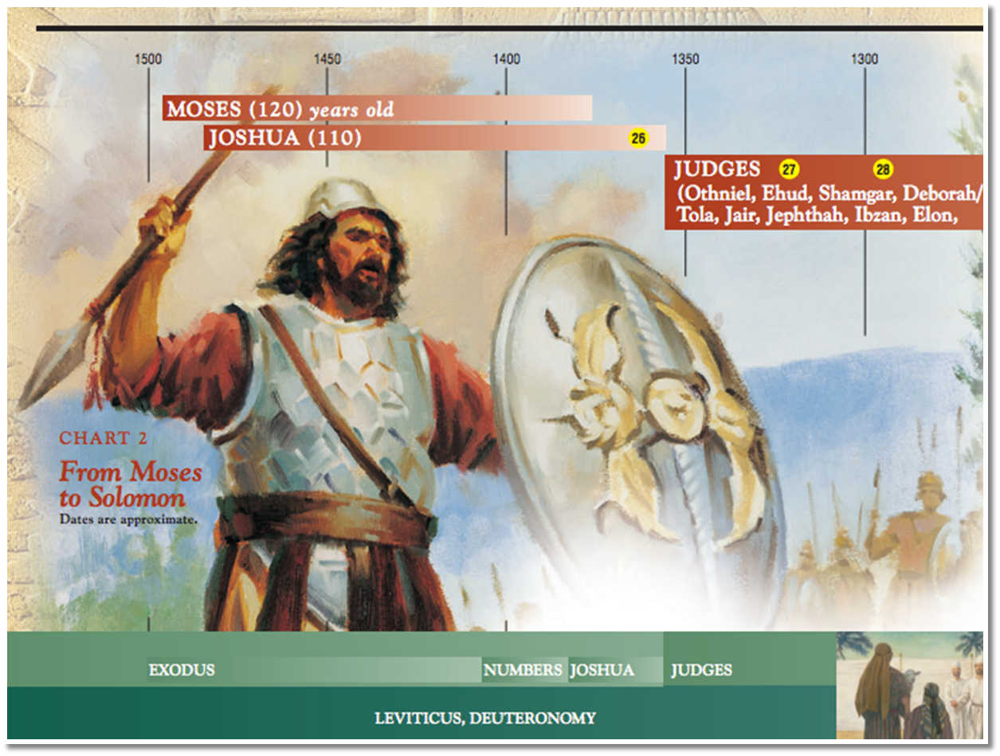 1500 1450 1400 1350 1300
MOSES (120) years old
JOSHUA (110) 26
JUDGES 27 28
(Othniel, Ehud, Shamgar, Deborah/
Tola, Jair, Jephthah, Ibzan, Elon,
CHART 2
From Moses
to Solomon
Dates are approximate.
EXODUS NUMBERS JOSHUA JUDGES
LEVITICUS, DEUTERONOMY